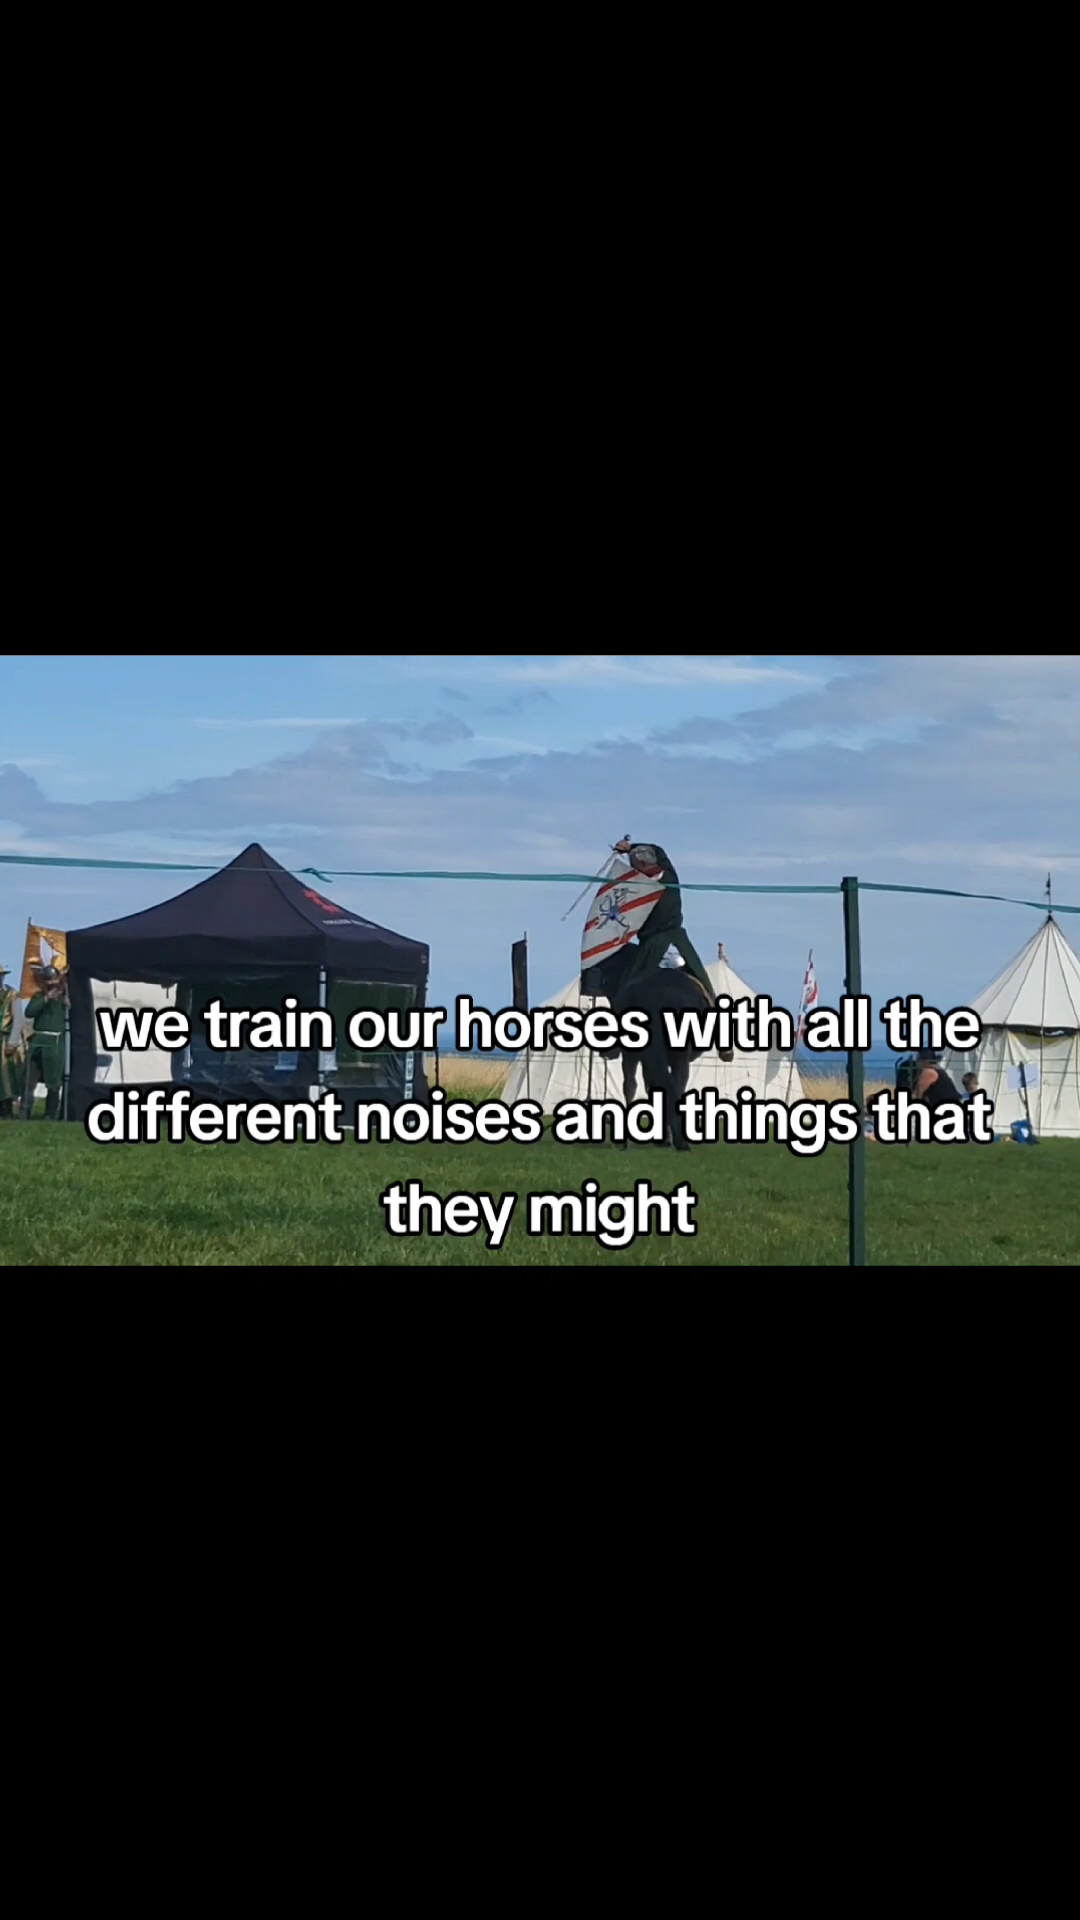 we train our horses with all the
different noises and things that
they might